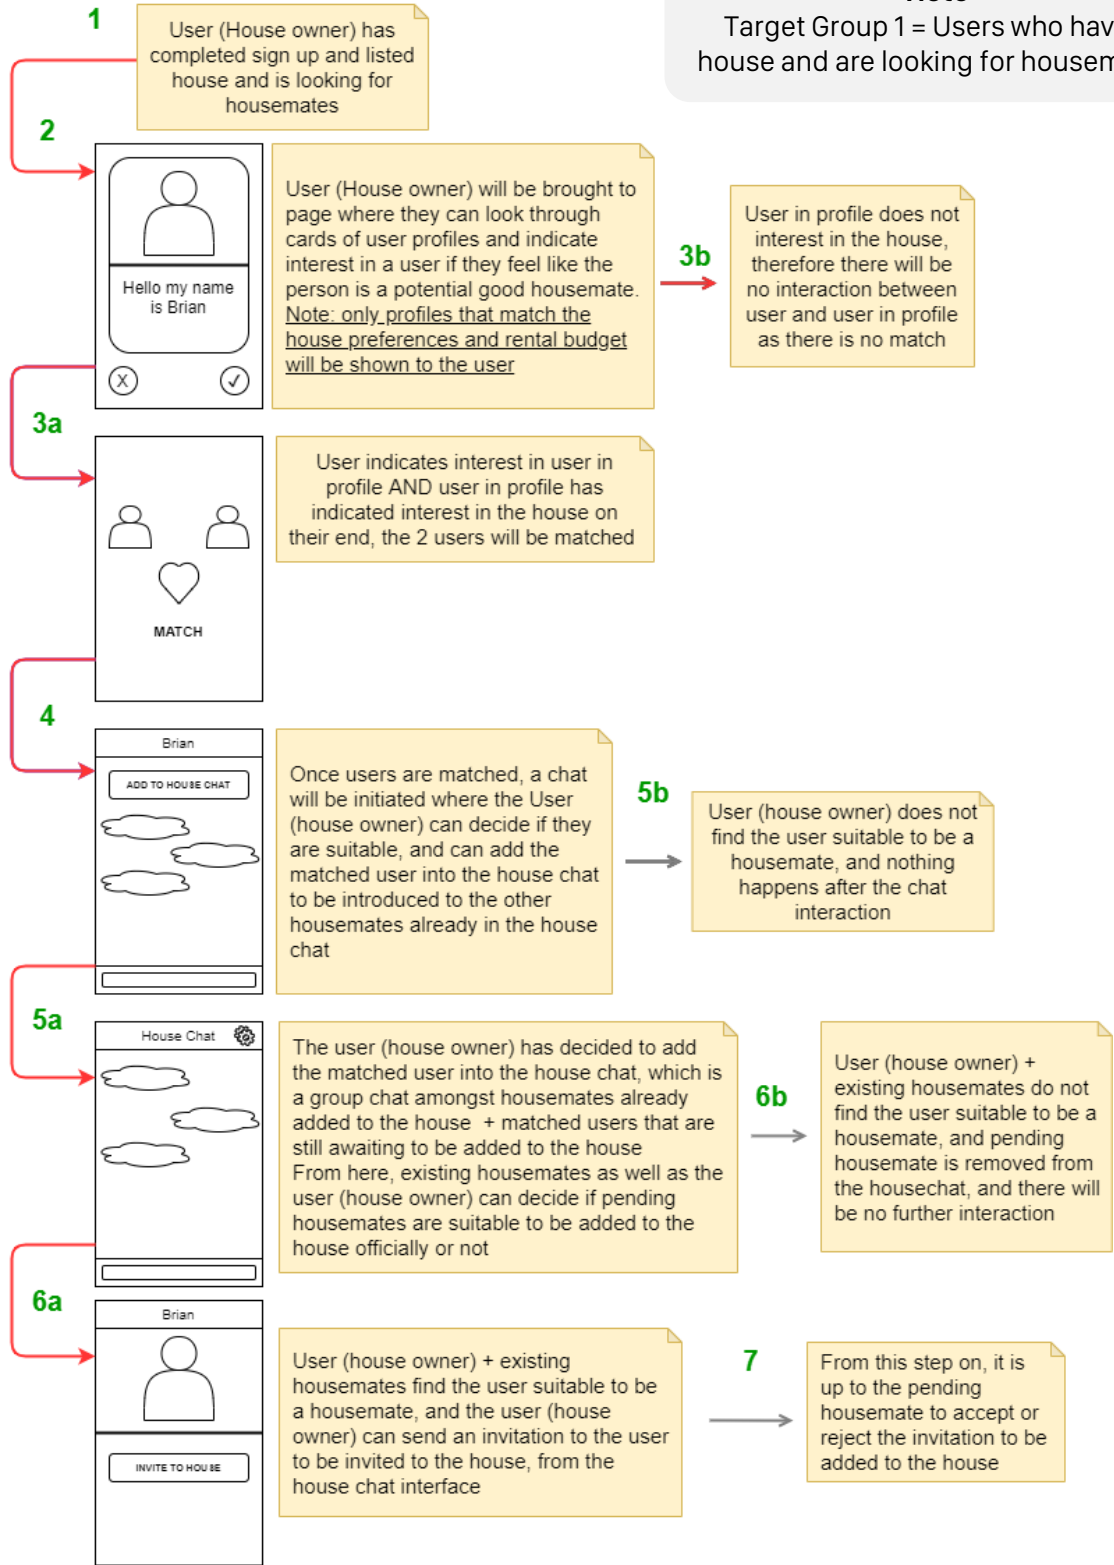 1
User (House owner) has
completed sign up and listed
house and is looking for
housemates
Target Group 1 = Users who hav
house and are looking for housem
2
Hello my name
is Brian
X
User (House owner) will be brought to
page where they can look through
cards of user profiles and indicate
interest in a user if they feel like the
person is a potential good housemate.
Note: only profiles that match the
house preferences and rental budget
will be shown to the user
3b
User in profile does not
interest in the house,
therefore there will be
no interaction between
user and user in profile
as there is no match
3a
MATCH
User indicates interest in user in
profile AND user in profile has
indicated interest in the house on
their end, the 2 users will be matched
4
Brian
ADD TO HOUSE CHAT
Once users are matched, a chat
will be initiated where the User
(house owner) can decide if they
are suitable, and can add the
matched user into the house chat
to be introduced to the other
housemates already in the house
chat
5b
User (house owner) does not
find the user suitable to be a
housemate, and nothing
happens after the chat
interaction
5a
House Chat
The user (house owner) has decided to add
the matched user into the house chat, which is
a group chat amongst housemates already
added to the house + matched users that are
still awaiting to be added to the house
From here, existing housemates as well as the
user (house owner) can decide if pending
housemates are suitable to be added to the
house officially or not
6b
User (house owner) +
existing housemates do not
find the user suitable to be a
housemate, and pending
housemate is removed from
the housechat, and there will
be no further interaction
6a
Brian
INVITE TO HOUSE
User (house owner) + existing
housemates find the user suitable to be
a housemate, and the user (house
owner) can send an invitation to the user
to be invited to the house, from the
house chat interface
7
From this step on, it is
up to the pending
housemate to accept or
reject the invitation to be
added to the house